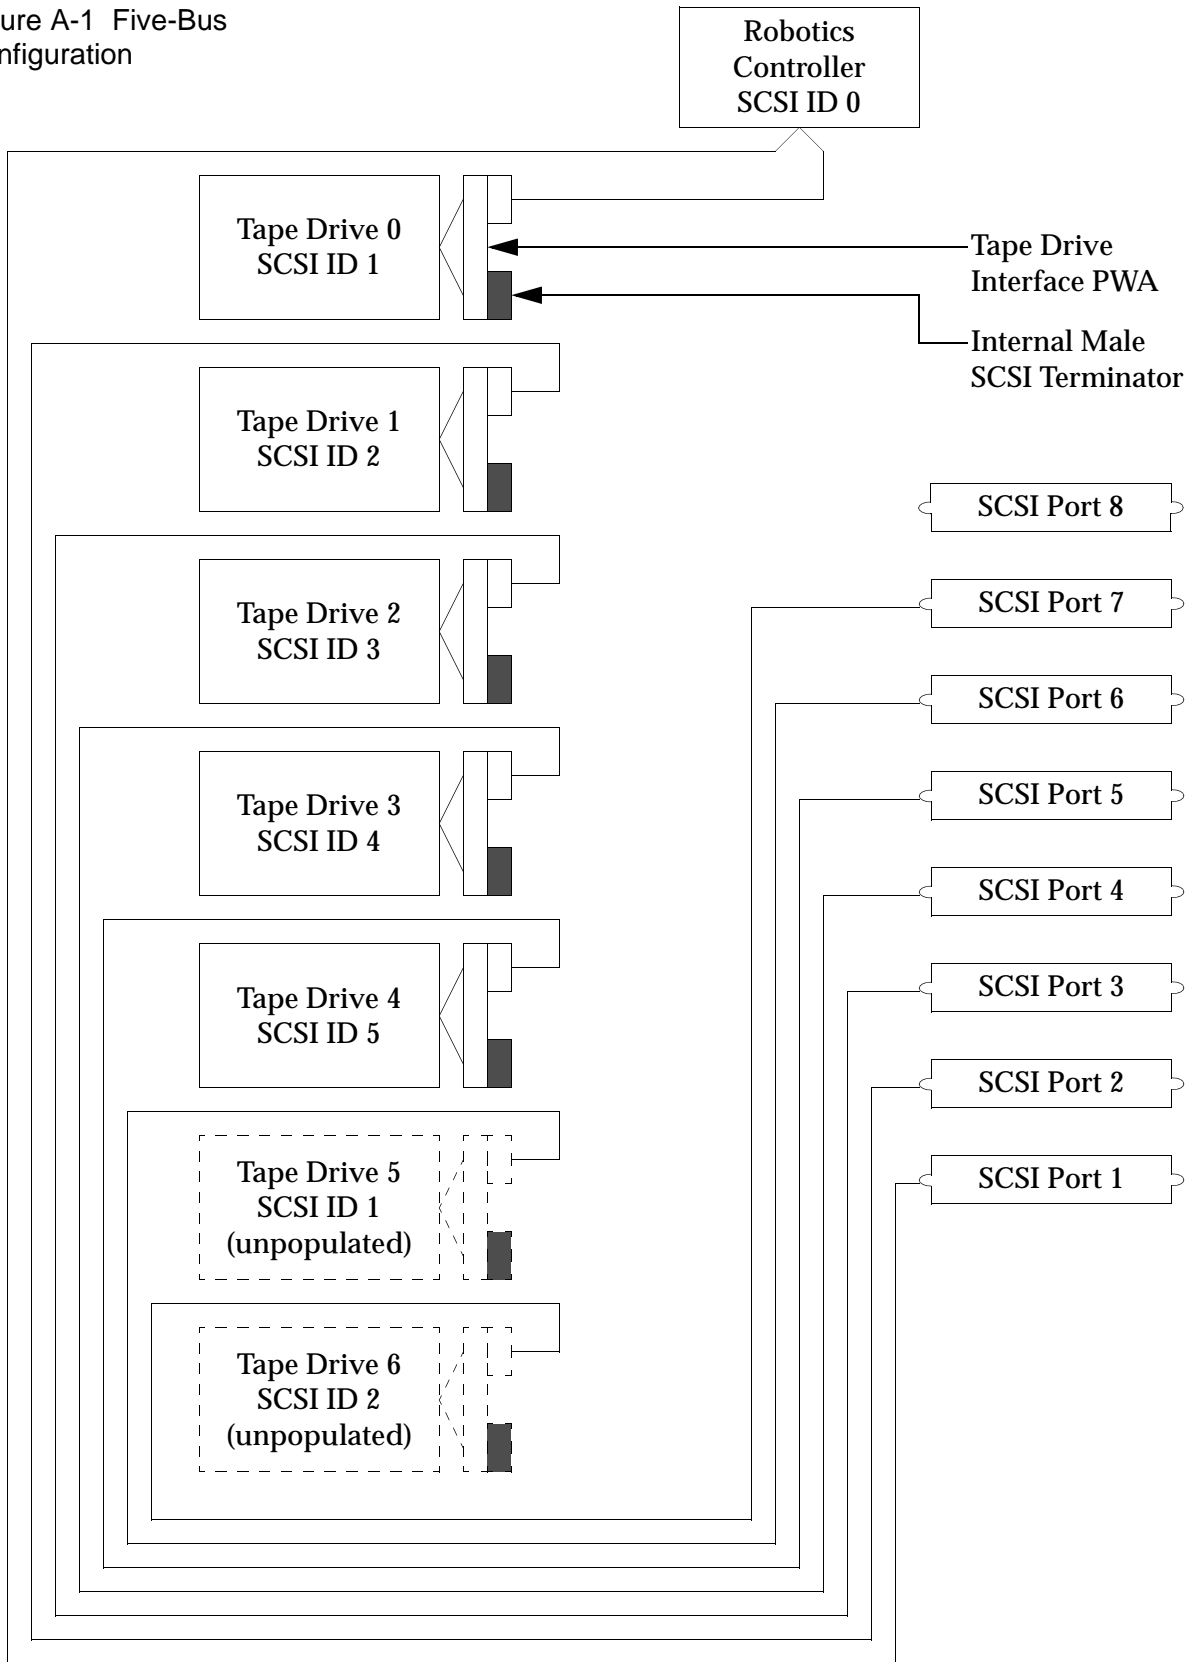 ure A-1 Five-Bus
nfiguration
Robotics
Controller
SCSI ID 0
Tape Drive 0
SCSI ID 1
Tape Drive
Interface PWA
Internal Male
SCSI Terminator
Tape Drive 1
SCSI ID 2
SCSI Port 8
Tape Drive 2
SCSI ID 3
SCSI Port 7
SCSI Port 6
Tape Drive 3
SCSI ID 4
SCSI Port 5
SCSI Port 4
Tape Drive 4
SCSI ID 5
SCSI Port 3
SCSI Port 2
Tape Drive 5
SCSI ID 1
(unpopulated)
SCSI Port 1
Tape Drive 6
SCSI ID 2
(unpopulated)